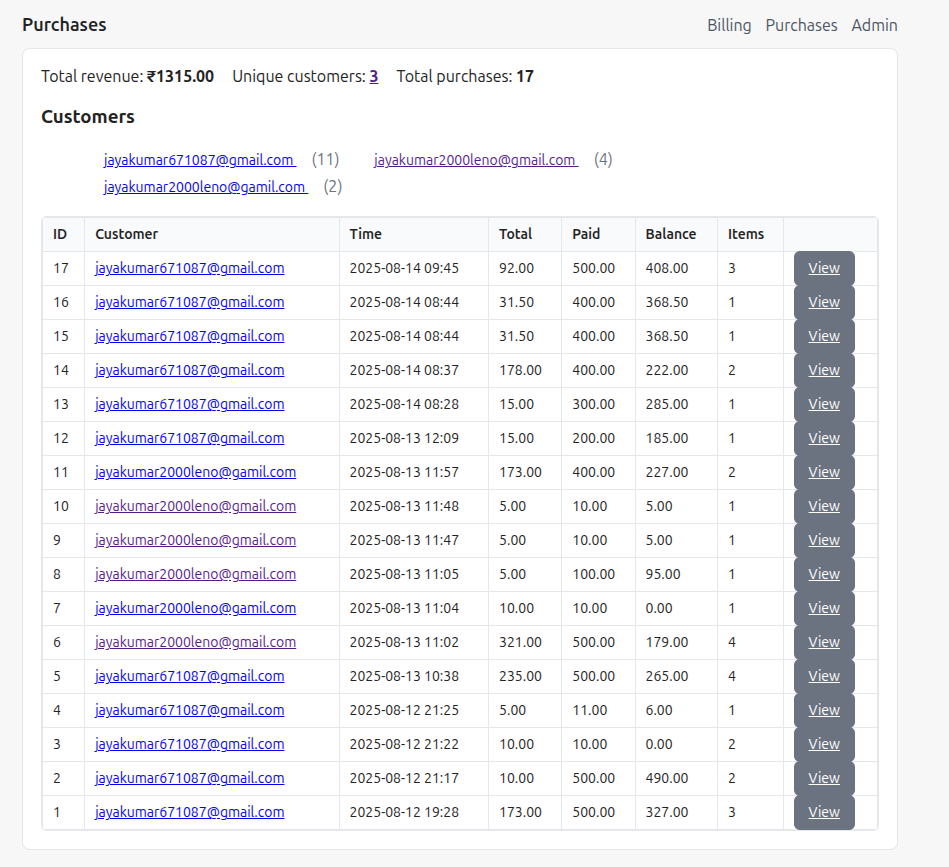 Purchases Billing Purchases Admin
Total revenue: ₹1315.00 Unique customers: 3 Total purchases: 17
Customers
jayakumar671087@gmail.com (11) jayakumar2000leno@gmail.com (4)
jayakumar2000leno@gamil.com (2)
ID Customer Time Total Paid Balance Items
17 jayakumar671087@gmail.com 2025-08-14 09:45 92.00 500.00 408.00 3 View
16 jayakumar671087@gmail.com 2025-08-14 08:44 31.50 400.00 368.50 1 View
15 jayakumar671087@gmail.com 2025-08-14 08:44 31.50 400.00 368.50 1 View
14 jayakumar671087@gmail.com 2025-08-14 08:37 178.00 400.00 222.00 2 View
13 jayakumar671087@gmail.com 2025-08-14 08:28 15.00 300.00 285.00 1 View
12 jayakumar671087@gmail.com 2025-08-13 12:09 15.00 200.00 185.00 1 View
11 jayakumar2000leno@gamil.com 2025-08-13 11:57 173.00 400.00 227.00 2 View
10 jayakumar2000leno@gmail.com 2025-08-13 11:48 5.00 10.00 5.00 1 View
9 jayakumar2000leno@gmail.com 2025-08-13 11:47 5.00 10.00 5.00 1 View
8 jayakumar2000leno@gmail.com 2025-08-13 11:05 5.00 100.00 95.00 1 View
7 jayakumar2000leno@gamil.com 2025-08-13 11:04 10.00 10.00 0.00 1 View
6 jayakumar2000leno@gmail.com 2025-08-13 11:02 321.00 500.00 179.00 4 View
5 jayakumar671087@gmail.com 2025-08-13 10:38 235.00 500.00 265.00 4 View
4 jayakumar671087@gmail.com 2025-08-12 21:25 5.00 11.00 6.00 1 View
3 jayakumar671087@gmail.com 2025-08-12 21:22 10.00 10.00 0.00 2 View
2 jayakumar671087@gmail.com 2025-08-12 21:17 10.00 500.00 490.00 2 View
1 jayakumar671087@gmail.com 2025-08-12 19:28 173.00 500.00 327.00 3 View